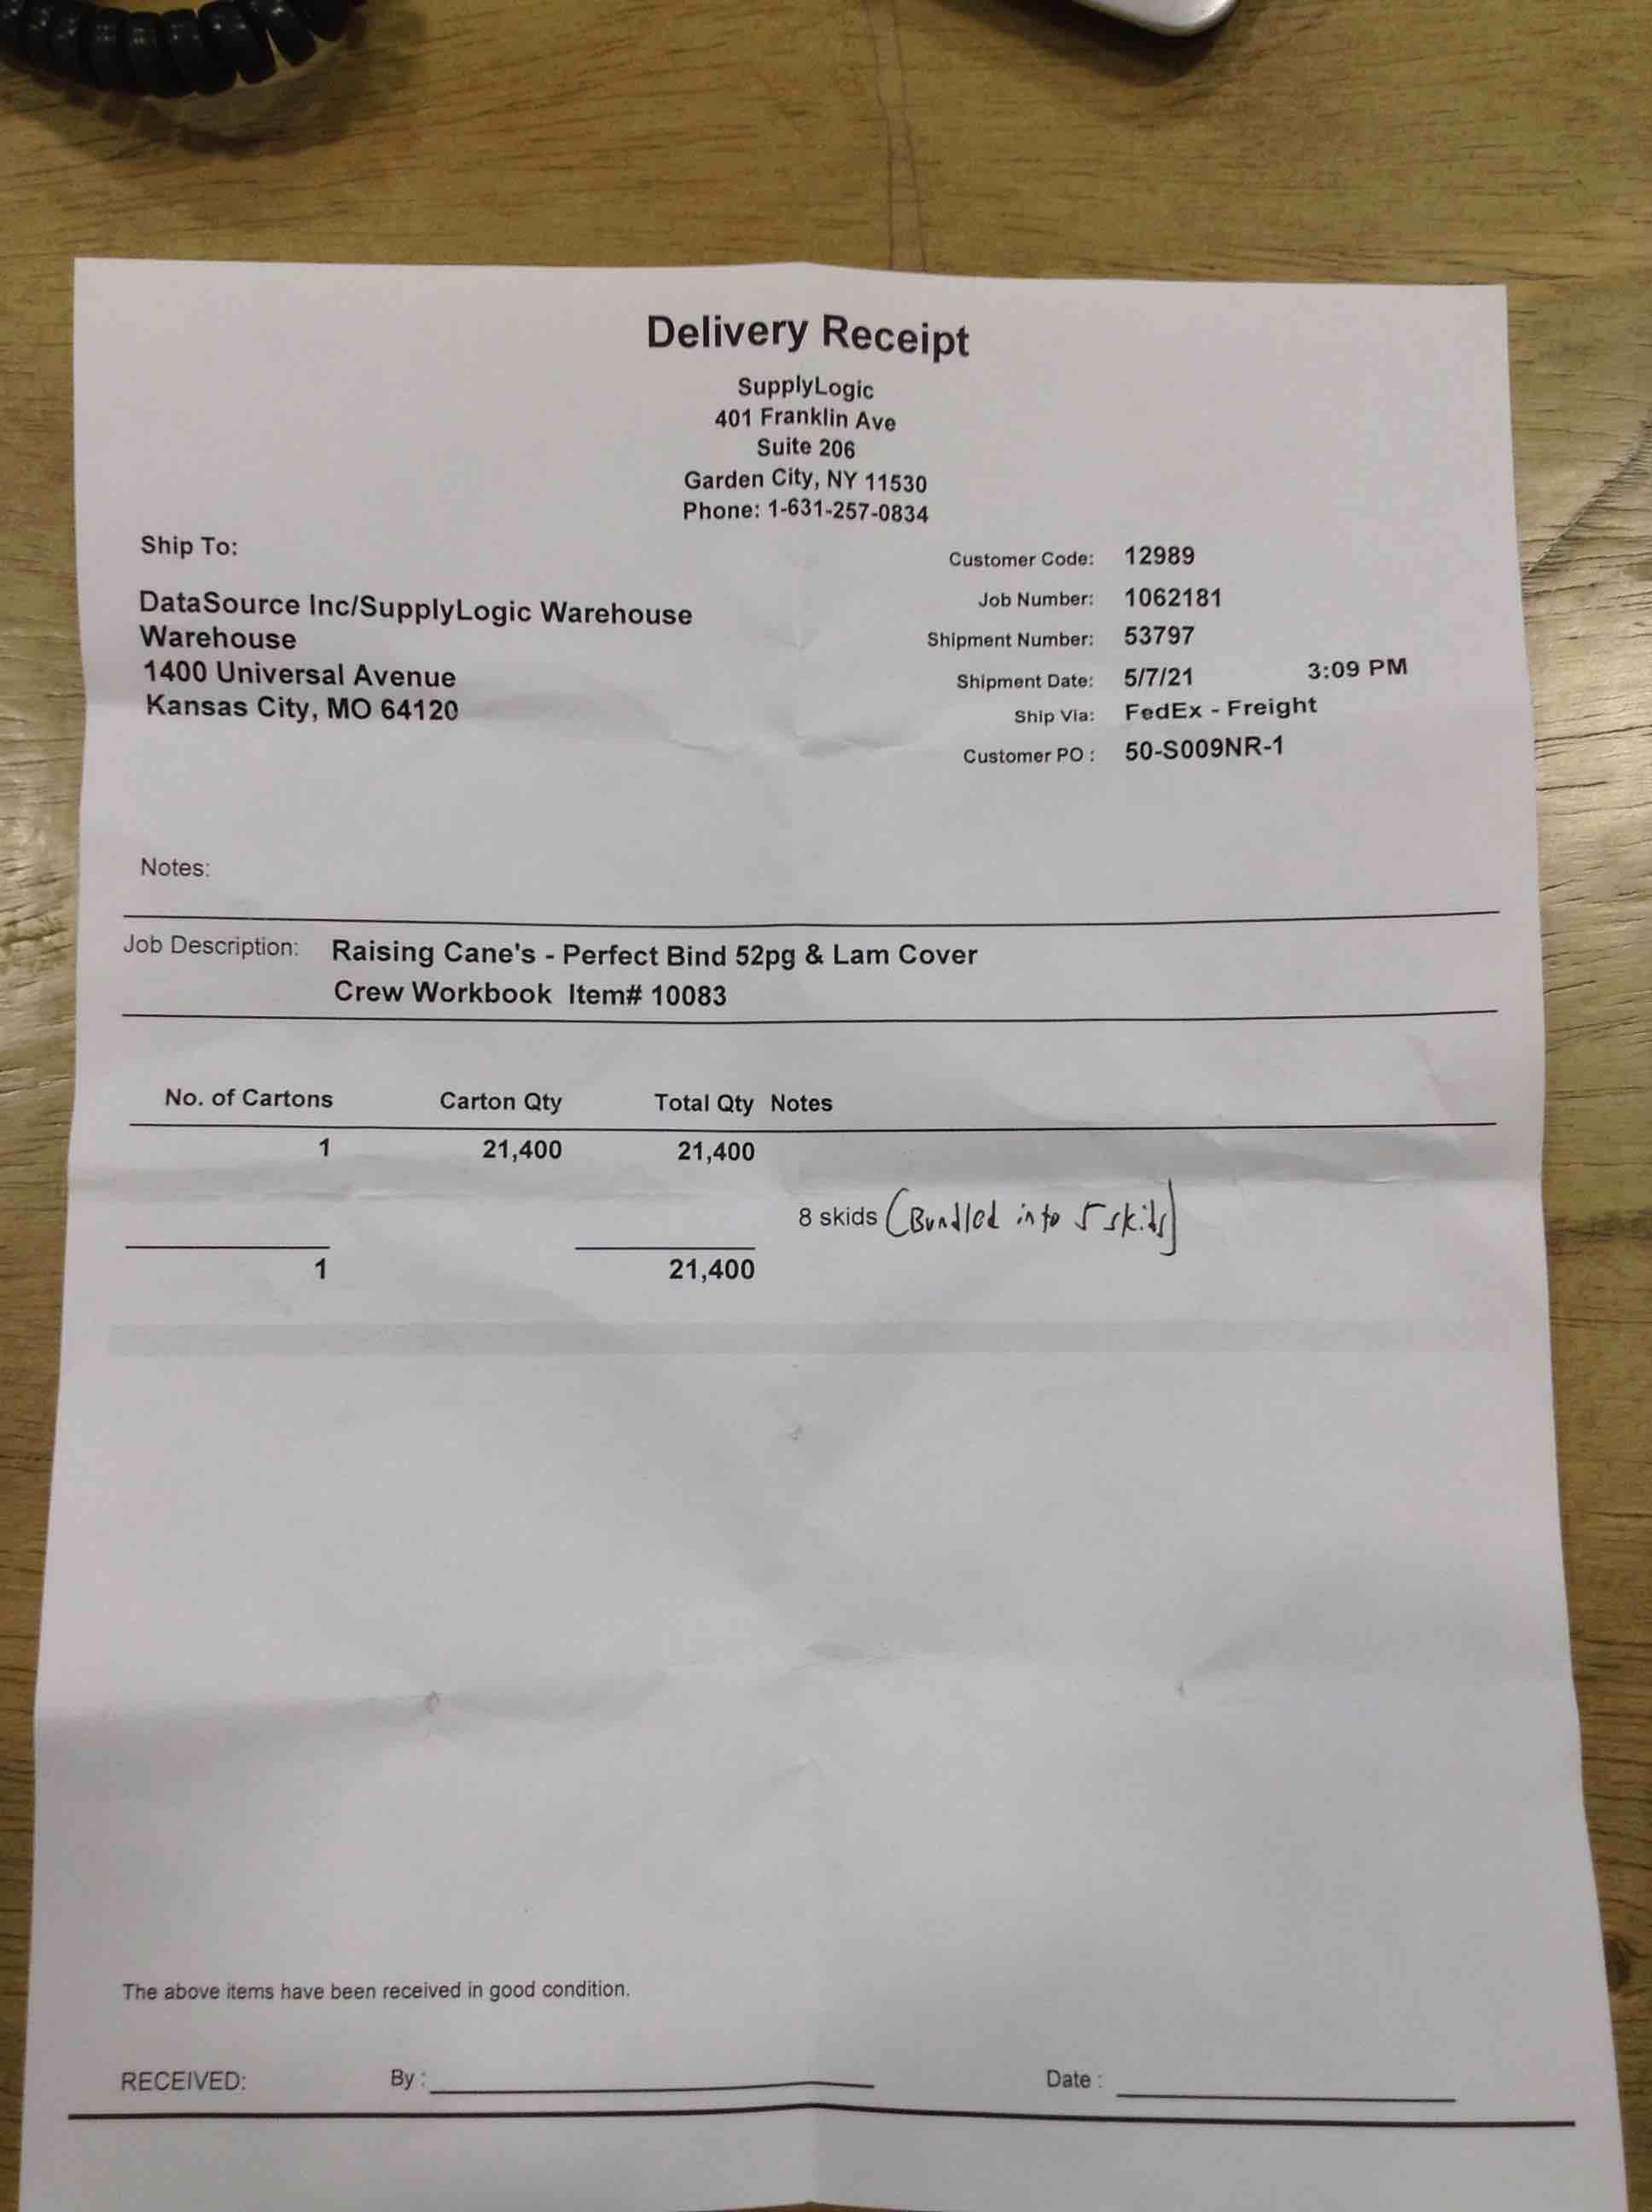 Delivery Receipt
SupplyLogic
401 Franklin Ave
Suite 206
Garden City, NY 11530
Phone: 1-631-257-0834
Ship To:
DataSource Inc/SupplyLogic Warehouse
Warehouse
1400 Universal Avenue
Kansas City, MO 64120
Customer Code: 12989
Job Number: 1062181
Shipment Number: 53797
Shipment Date: 5/7/21 3:09 PM
Ship Via: FedEx - Freight
Customer PO : 50-S009NR-1
Notes:
Job Description: Raising Cane's - Perfect Bind 52pg & Lam Cover
Crew Workbook Item# 10083
No. of Cartons Carton Qty Total Qty Notes
1 21,400 21,400
8 skids (Bundled into 5 skids)
1 21,400
The above items have been received in good condition.
RECEIVED: By : Date :